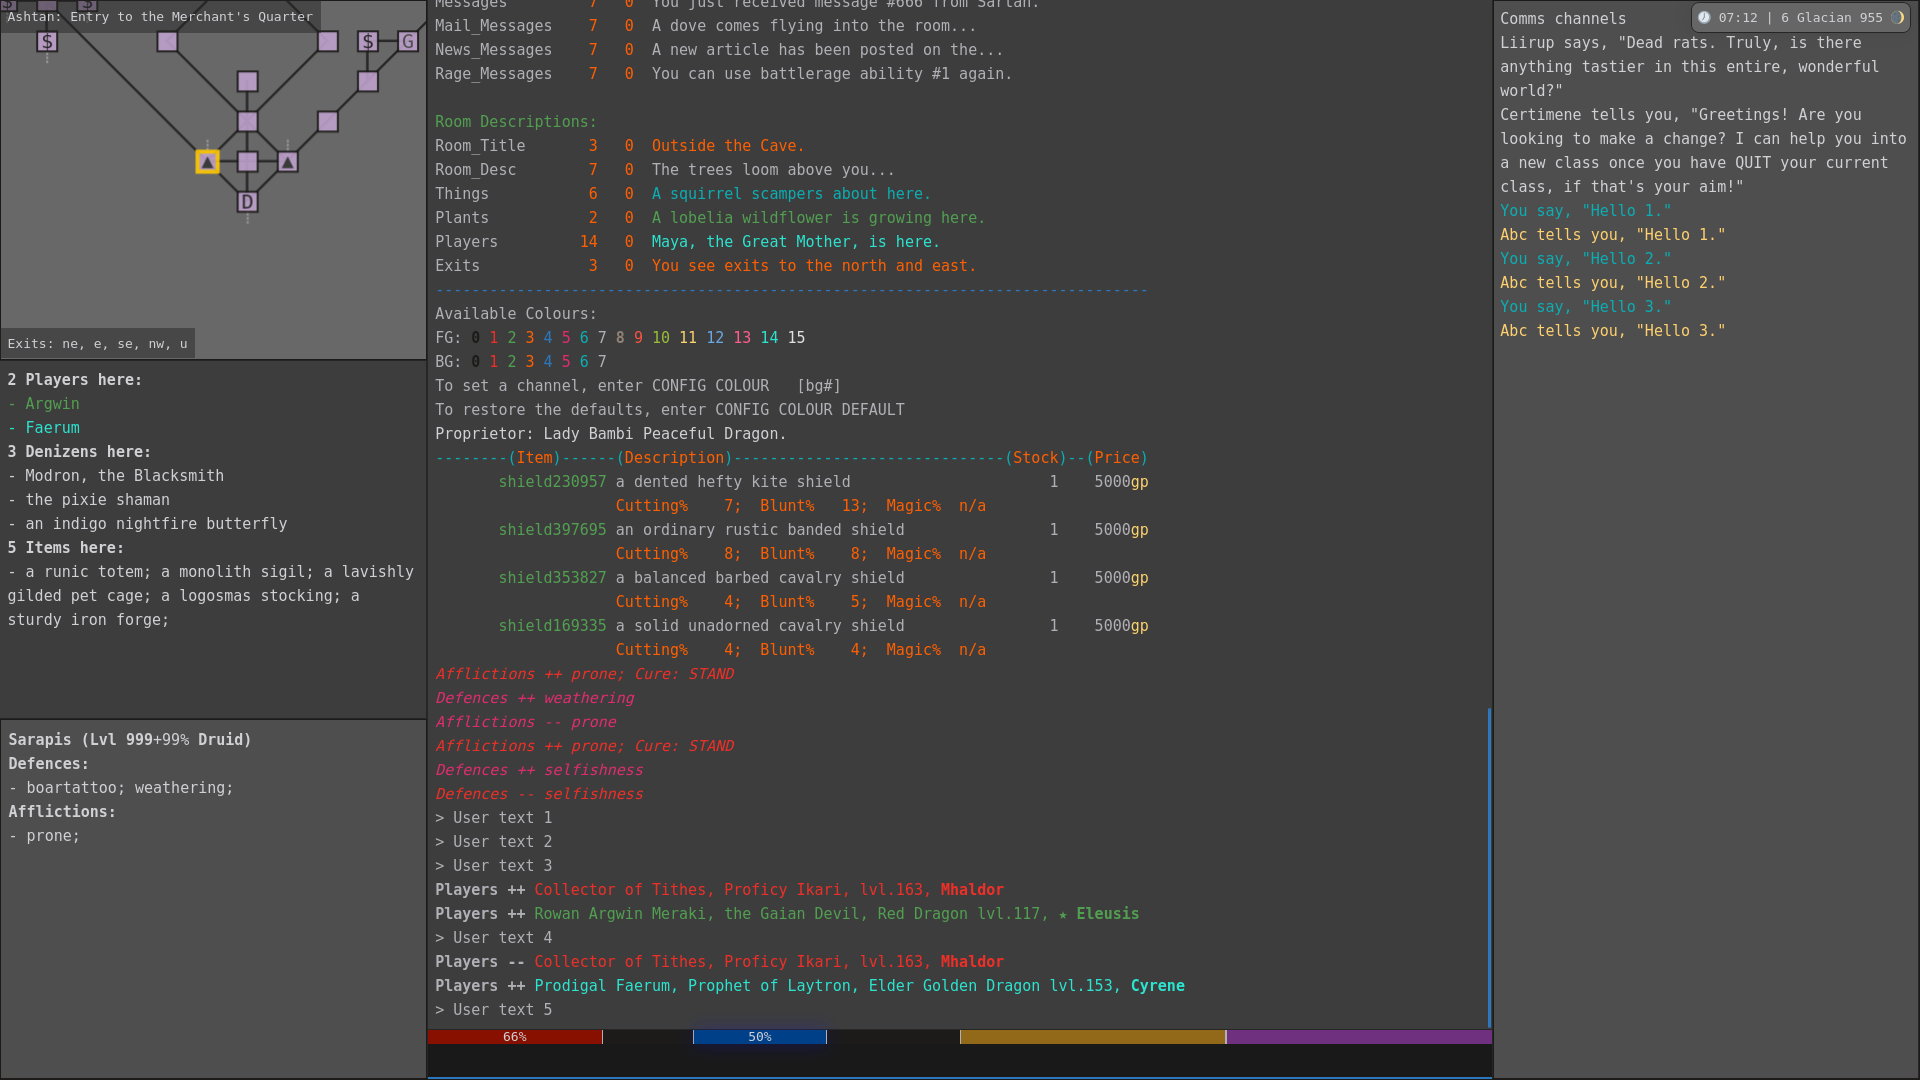 Ashtan: Entry to the Merchant's Quarter
$
$
G
▲
▲
D
Exits: ne, e, se, nw, u
2 Players here:
- Argwin
- Faerum
3 Denizens here:
- Modron, the Blacksmith
- the pixie shaman
- an indigo nightfire butterfly
5 Items here:
- a runic totem; a monolith sigil; a lavishly
gilded pet cage; a logosmas stocking; a
sturdy iron forge;
Sarapis (Lvl 999+99% Druid)
Defences:
- boartattoo; weathering;
Afflictions:
- prone;
Messages 7 0 You just received message #666 from Sartan.
Mail_Messages 7 0 A dove comes flying into the room...
News_Messages 7 0 A new article has been posted on the...
Rage_Messages 7 0 You can use battlerage ability #1 again.
Room Descriptions:
Room_Title 3 0 Outside the Cave.
Room_Desc 7 0 The trees loom above you...
Things 6 0 A squirrel scampers about here.
Plants 2 0 A lobelia wildflower is growing here.
Players 14 0 Maya, the Great Mother, is here.
Exits 3 0 You see exits to the north and east.
-------------------------------------------------------------------------------
Available Colours:
FG: 0 1 2 3 4 5 6 7 8 9 10 11 12 13 14 15
BG: 0 1 2 3 4 5 6 7
To set a channel, enter CONFIG COLOUR [bg#]
To restore the defaults, enter CONFIG COLOUR DEFAULT
Proprietor: Lady Bambi Peaceful Dragon.
--------(Item)------(Description)------------------------------(Stock)--(Price)
shield230957 a dented hefty kite shield 1 5000gp
Cutting% 7; Blunt% 13; Magic% n/a
shield397695 an ordinary rustic banded shield 1 5000gp
Cutting% 8; Blunt% 8; Magic% n/a
shield353827 a balanced barbed cavalry shield 1 5000gp
Cutting% 4; Blunt% 5; Magic% n/a
shield169335 a solid unadorned cavalry shield 1 5000gp
Cutting% 4; Blunt% 4; Magic% n/a
Afflictions ++ prone; Cure: STAND
Defences ++ weathering
Afflictions -- prone
Afflictions ++ prone; Cure: STAND
Defences ++ selfishness
Defences -- selfishness
> User text 1
> User text 2
> User text 3
Players ++ Collector of Tithes, Proficy Ikari, lvl.163, Mhaldor
Players ++ Rowan Argwin Meraki, the Gaian Devil, Red Dragon lvl.117, ★ Eleusis
> User text 4
Players -- Collector of Tithes, Proficy Ikari, lvl.163, Mhaldor
Players ++ Prodigal Faerum, Prophet of Laytron, Elder Golden Dragon lvl.153, Cyrene
> User text 5
66%
50%
Comms channels
07:12 | 6 Glacian 955
Liirup says, "Dead rats. Truly, is there
anything tastier in this entire, wonderful
world?"
Certimene tells you, "Greetings! Are you
looking to make a change? I can help you into
a new class once you have QUIT your current
class, if that's your aim!"
You say, "Hello 1."
Abc tells you, "Hello 1."
You say, "Hello 2."
Abc tells you, "Hello 2."
You say, "Hello 3."
Abc tells you, "Hello 3."